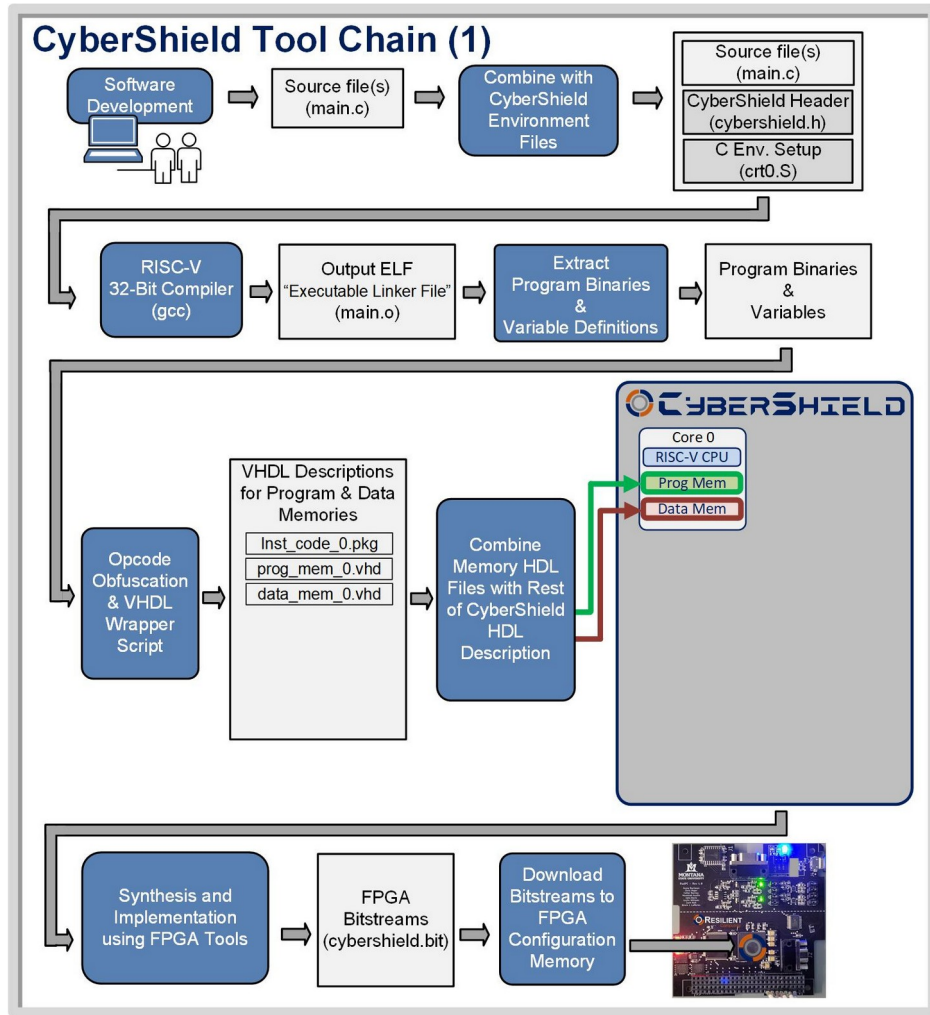 CyberShield Tool Chain (1)
Software
Development
Source file(s)
(main.c)
Combine with
CyberShield
Environment
Files
Source file(s)
(main.c)
CyberShield Header
(cybershield.h)
C Env. Setup
(crt0.S)
RISC-V
32-Bit Compiler
(gcc)
Output ELF
“Executable Linker File”
(main.o)
Extract
Program Binaries
&
Variable Definitions
Program Binaries
&
Variables
Opcode
Obfuscation
& VHDL
Wrapper
Script
VHDL Descriptions
for Program & Data
Memories
Inst_code_0.pkg
prog_mem_0.vhd
data_mem_0.vhd
Combine
Memory HDL
Files with Rest
of CyberShield
HDL
Description
CYBERSHIELD
Core 0
RISC-V CPU
Prog Mem
Data Mem
Synthesis and
Implementation
using FPGA Tools
FPGA
Bitstreams
(cybershield.bit)
Download
Bitstreams to
FPGA
Configuration
Memory
MONTANA
RESILIENT